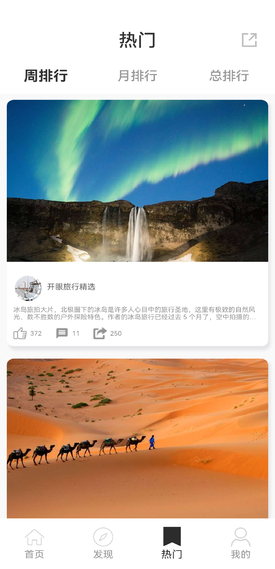 热门
周排行
月排行
总排行
开眼旅行精选
冰岛旅拍大片，北极圈下的冰岛是许多人心目中的旅行圣地，这里有极致的自然风
光、数不胜数的户外探险特色。作者的冰岛旅行已经过去 5 个月了，空中拍摄的...
372
11
250
首页
发现
热门
我的